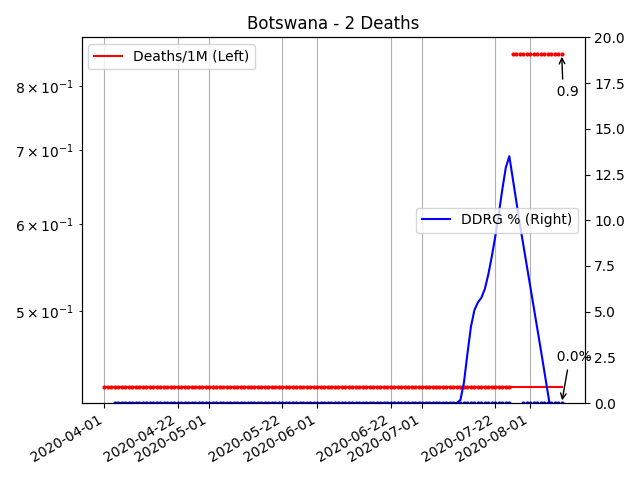 Botswana - 2 Deaths
Deaths/1M (Left)
DDRG % (Right)
0.9
0.0%
8 × 10⁻¹
7 × 10⁻¹
6 × 10⁻¹
5 × 10⁻¹
20.0
17.5
15.0
12.5
10.0
7.5
5.0
2.5
0.0
2020-04-01
2020-04-22
2020-05-01
2020-05-22
2020-06-01
2020-06-22
2020-07-01
2020-07-22
2020-08-01